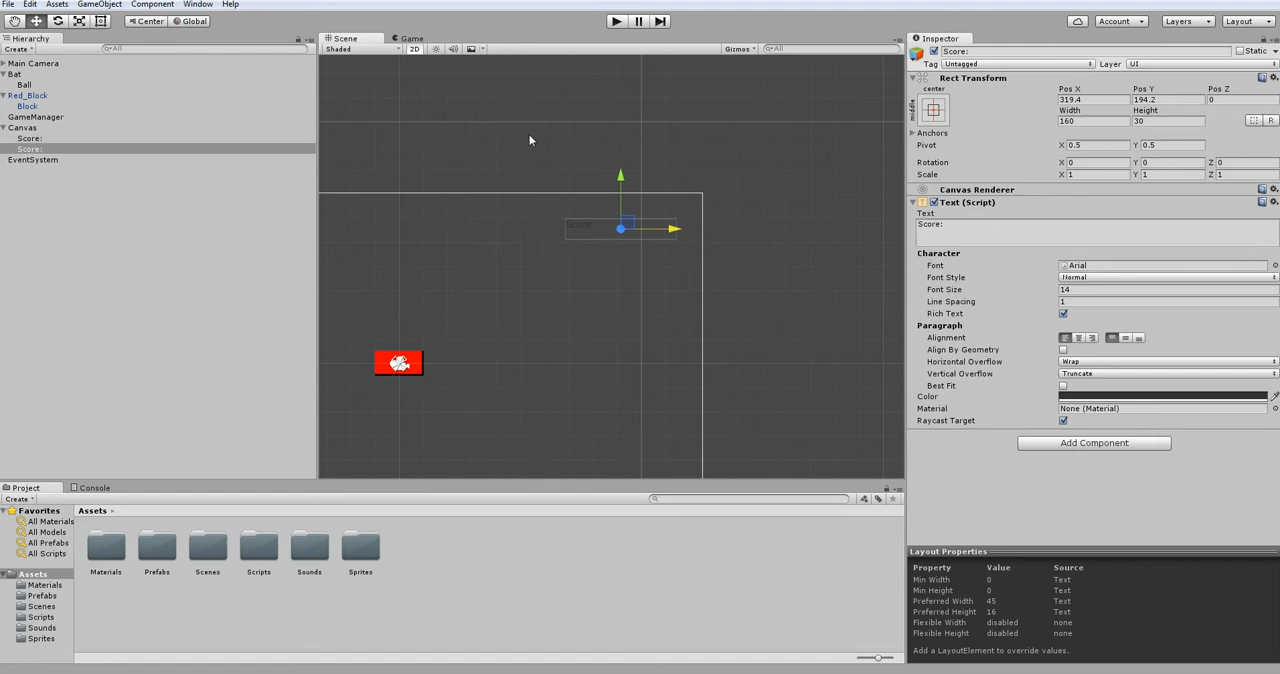 File Edit Assets GameObject Component Window Help
Center Global Account Layers Layout
Hierarchy
Create All
Main Camera
Bat
Ball
Red_Block
Block
GameManager
Canvas
Score:
Score:
EventSystem
Scene Game
Shaded 2D Gizmos All
Score:
Inspector
Score: Static
Tag Untagged Layer UI
Rect Transform
center Pos X Pos Y Pos Z
middle 319.4 194.2 0
Width Height
160 30 R
Anchors
Pivot X 0.5 Y 0.5
Rotation X 0 Y 0 Z 0
Scale X 1 Y 1 Z 1
Canvas Renderer
Text (Script)
Text
Score:
Character
Font Arial
Font Style Normal
Font Size 14
Line Spacing 1
Rich Text
Paragraph
Alignment
Align By Geometry
Horizontal Overflow Wrap
Vertical Overflow Truncate
Best Fit
Color
Material None (Material)
Raycast Target
Add Component
Project Console
Create
Favorites
All Materials
All Models
All Prefabs
All Scripts
Assets
Materials
Prefabs
Scenes
Scripts
Sounds
Sprites
Assets
Materials Prefabs Scenes Scripts Sounds Sprites
Layout Properties
Property Value Source
Min Width 0 Text
Min Height 0 Text
Preferred Width 45 Text
Preferred Height 16 Text
Flexible Width disabled none
Flexible Height disabled none
Add a LayoutElement to override values.